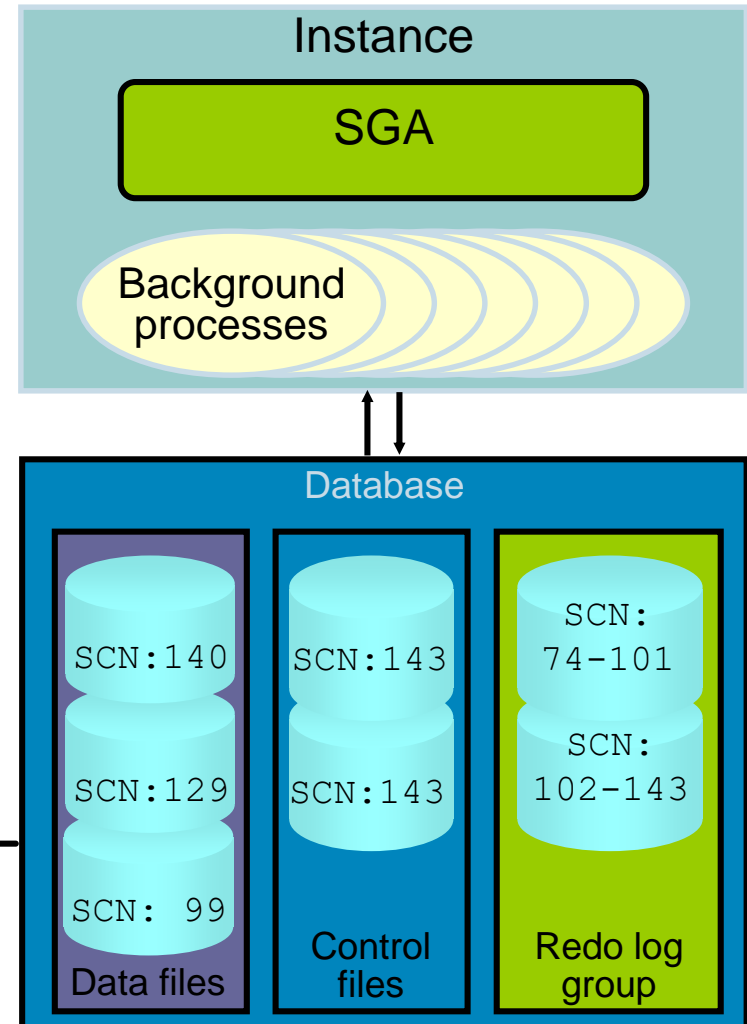 Instance
SGA
Background
processes
Database
SCN:140
SCN:129
SCN: 99
Data files
SCN:143
SCN:143
Control
files
SCN:
74-101
SCN:
102-143
Redo log
group